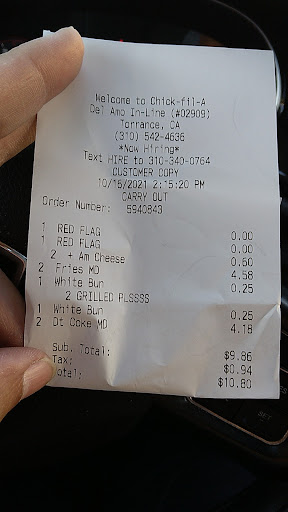 Welcome to Chick-fil-A
Del Amo In-Line (#02909)
Torrance, CA
(310) 542-4636
*Now Hiring*
Text HIRE to 310-340-0764
CUSTOMER COPY
10/15/2021 2:15:20 PM
CARRY OUT
Order Number: 5940843
1 RED FLAG 0.00
1 RED FLAG 0.00
2 + Am Cheese 0.60
2 Fries MD 4.58
1 White Bun 0.25
2 GRILLED PLSSSS
1 White Bun 0.25
2 Dt Coke MD 4.18
Sub. Total: $9.86
Tax: $0.94
otal: $10.80